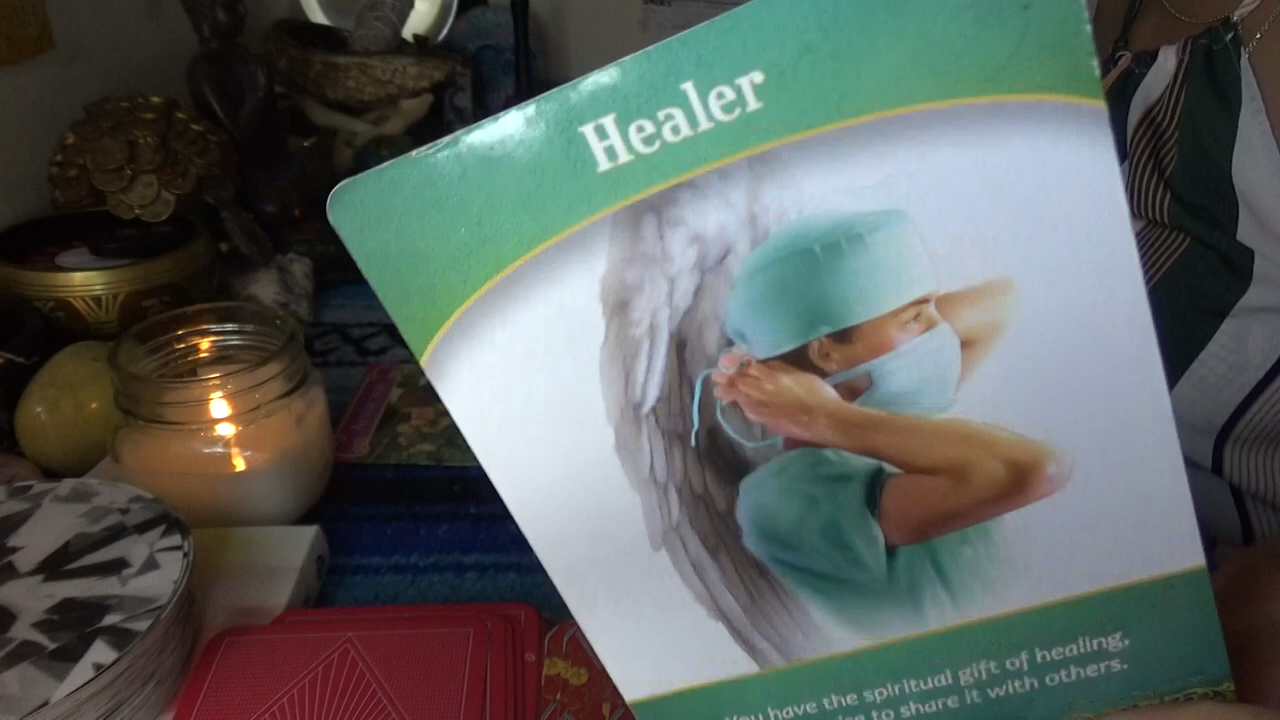 Healer
You have the spiritual gift of healing,
to share it with others.